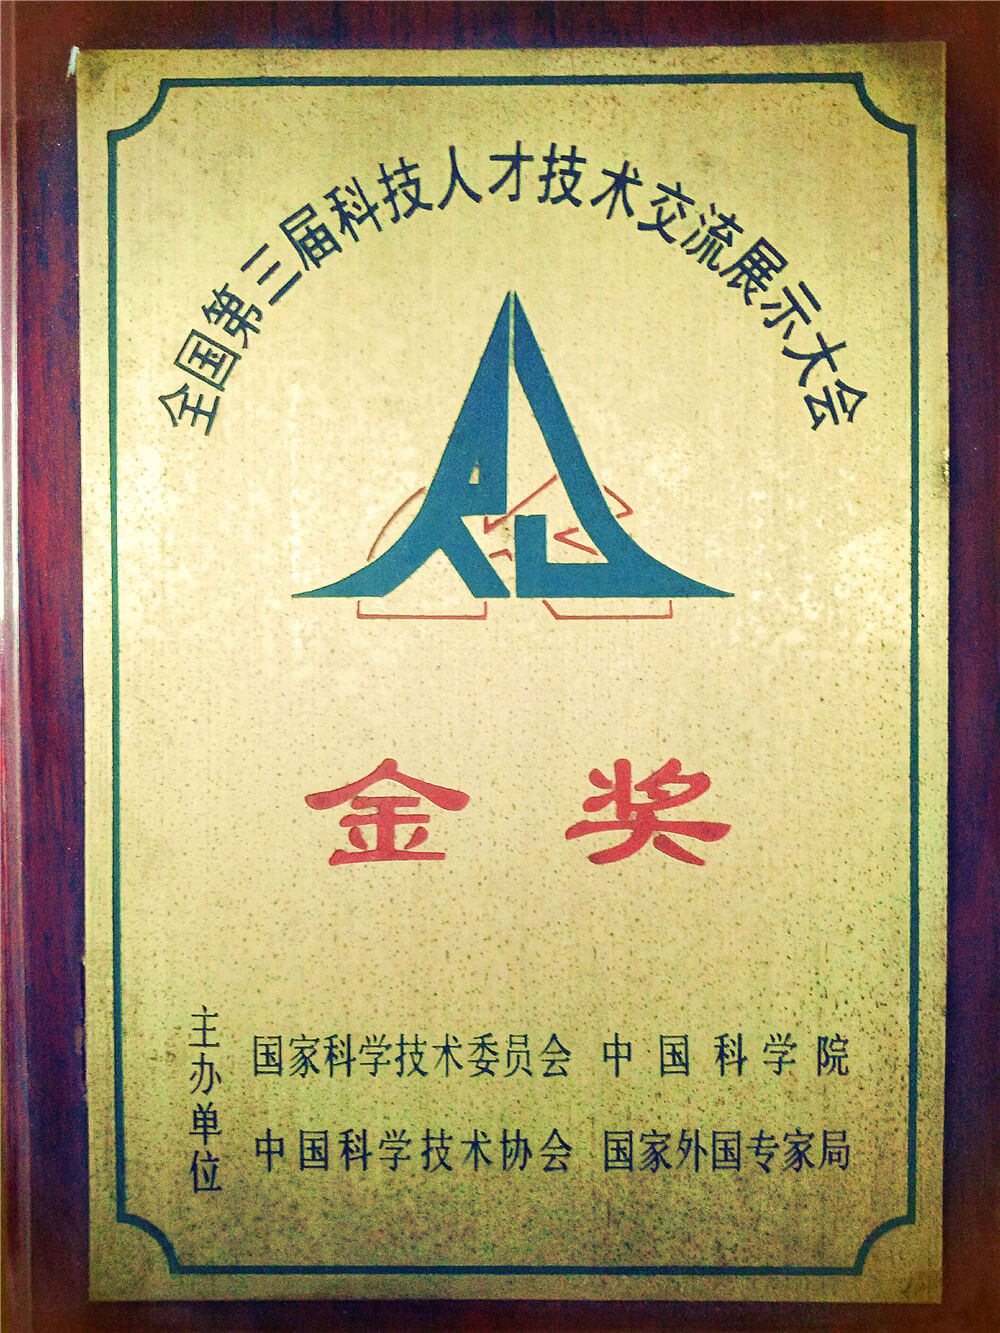 全国第三届科技人才技术交流展示大会
金奖
主办单位
国家科学技术委员会 中国科学院
中国科学技术协会 国家外国专家局